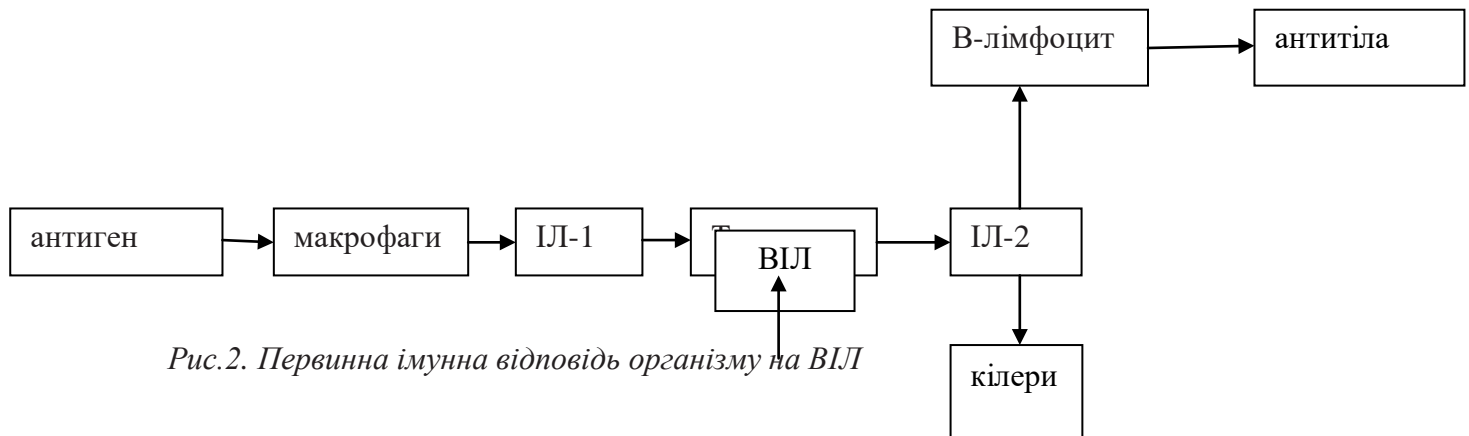 В-лімфоцит
антитіла
антиген
макрофаги
ІЛ-1
ВІЛ
ІЛ-2
Рис.2. Первинна імунна відповідь організму на ВІЛ
кілери